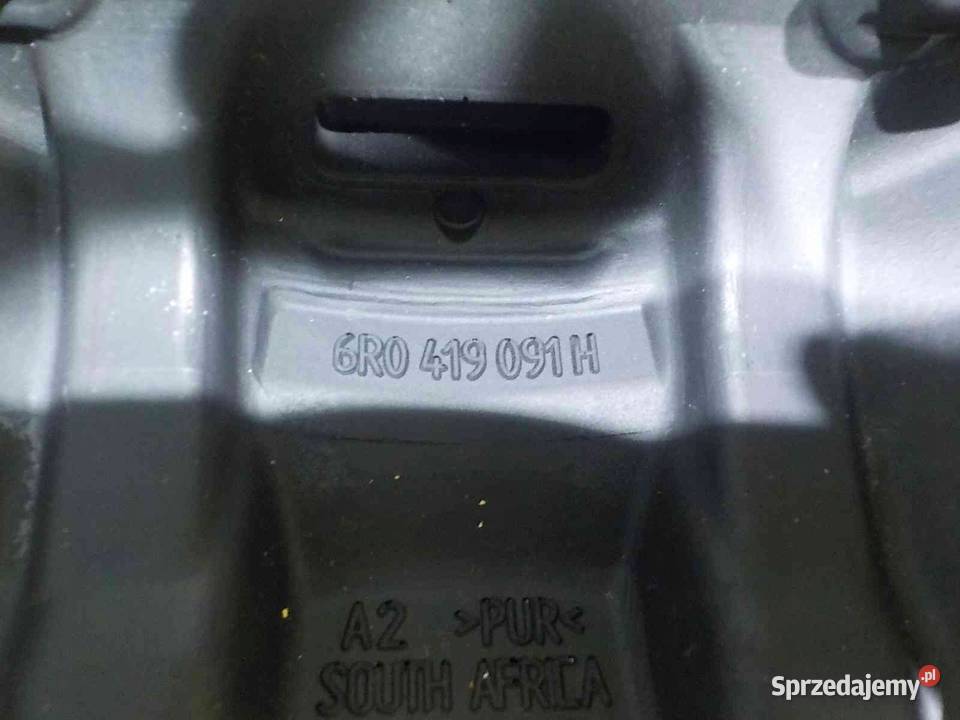 6R0 419 091 H
A2 >PUR<
SOUTH AFRICA
Sprzedajemy.pl